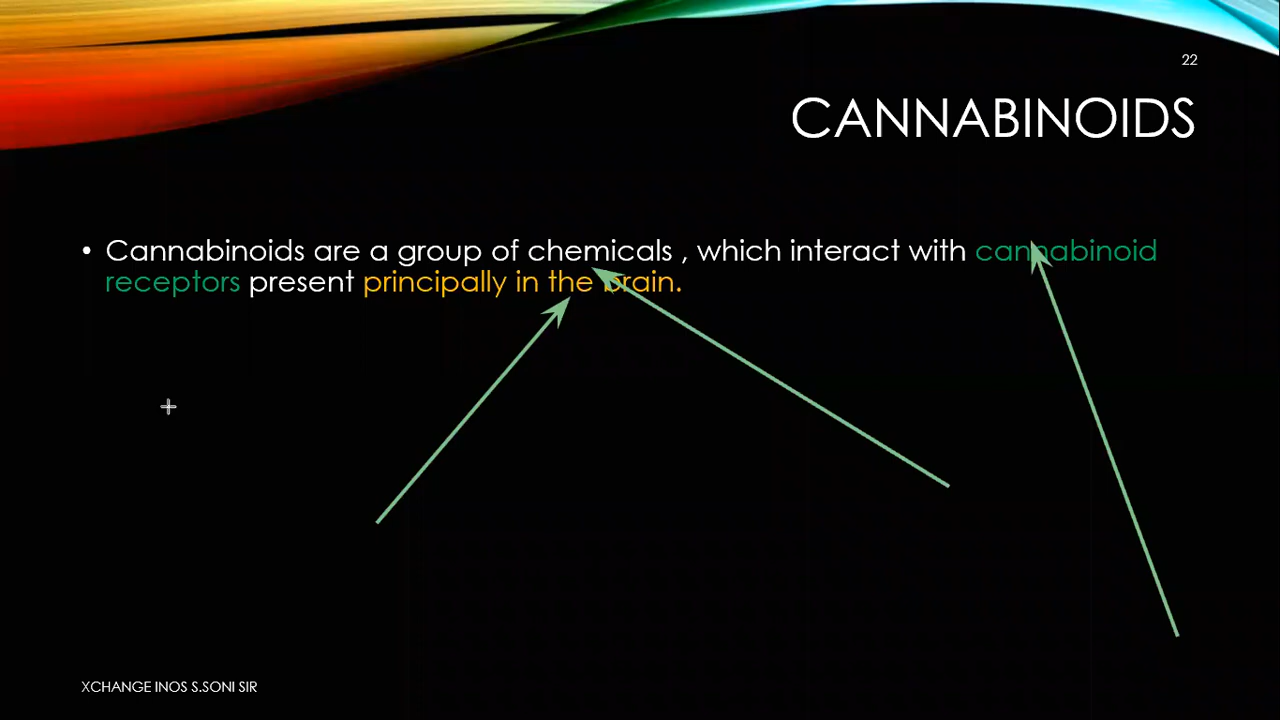 22
CANNABINOIDS
• Cannabinoids are a group of chemicals , which interact with cannabinoid
receptors present principally in the brain.
XCHANGE INOS S.SONI SIR